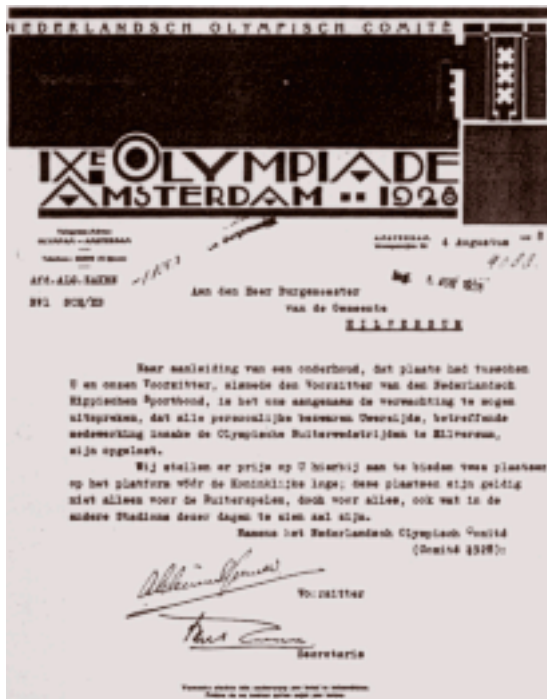 NEDERLANDSCH OLYMPISCH COMITÉ
IXE OLYMPIADE
AMSTERDAM 1928
4 Augustus 8
Afd. ALG. ZAKEN
Aan den Heer Burgemeester
van de Gemeente
HILVERSUM
Naar aanleiding van een onderhoud, dat plaats had tusschen
U en onzen Voorzitter, alsmede den Voorzitter van den Nederlandsch
Hippischen Sportbond, is het ons aangenaam de verwachting te mogen
uitspreken, dat alle persoonlijke bezwaren Uwerzijds, betreffende
medewerking inzake de Olympische Ruiterwedstrijden te Hilversum,
zijn opgelost.
Wij stellen er prijs op U hierbij aan te bieden twee plaatsen
op het platform vóór de Koninklijke loge; deze plaatsen zijn geldig
niet alleen voor de Ruiterspelen, doch voor alles, ook wat in de
andere Stadions dezer dagen te zien zal zijn.
Namens het Nederlandsch Olympisch Comité
(Comité 1928):
Voorzitter
Secretaris